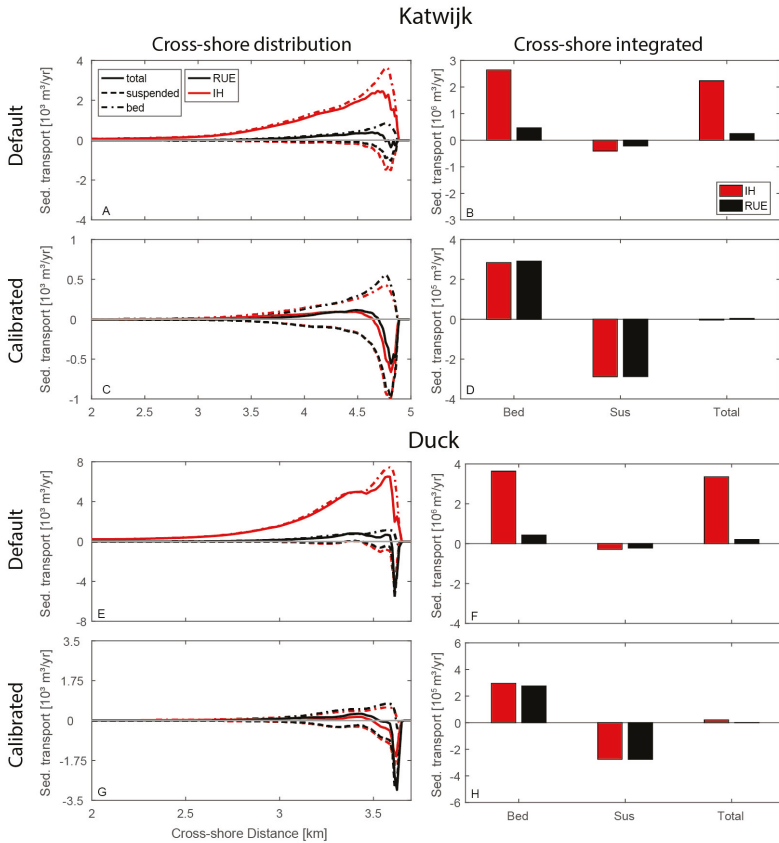 Katwijk
Cross-shore distribution
Cross-shore integrated
Default
Sed. transport [10³ m³/yr]
4
2
0
2
4
total
suspended
bed
RUE
IH
A
Sed. transport [10⁶ m³/yr]
3
2
1
0
-1
-2
-3
IH
RUE
B
Calibrated
Sed. transport [10³ m³/yr]
1
0.5
0
-0.5
-1
C
2
2.5
3
3.5
4
4.5
5
Sed. transport [10⁵ m³/yr]
4
2
0
-2
-4
D
Bed
Sus
Total
Duck
Default
Sed. transport [10³ m³/yr]
8
4
0
-4
-8
E
Sed. transport [10⁶ m³/yr]
4
2
0
-2
-4
F
Calibrated
Sed. transport [10³ m³/yr]
3.5
1.75
0
-1.75
-3.5
G
2
2.5
3
3.5
Cross-shore Distance [km]
Sed. transport [10⁵ m³/yr]
6
4
2
0
-2
-4
-6
H
Bed
Sus
Total